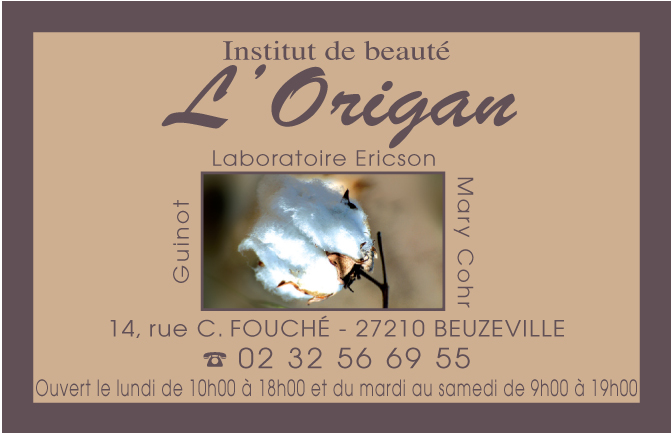 Institut de beauté
L'Origan
Laboratoire Ericson
Guinot
Mary Cohr
14, rue C. FOUCHÉ - 27210 BEUZEVILLE
☎ 02 32 56 69 55
Ouvert le lundi de 10h00 à 18h00 et du mardi au samedi de 9h00 à 19h00